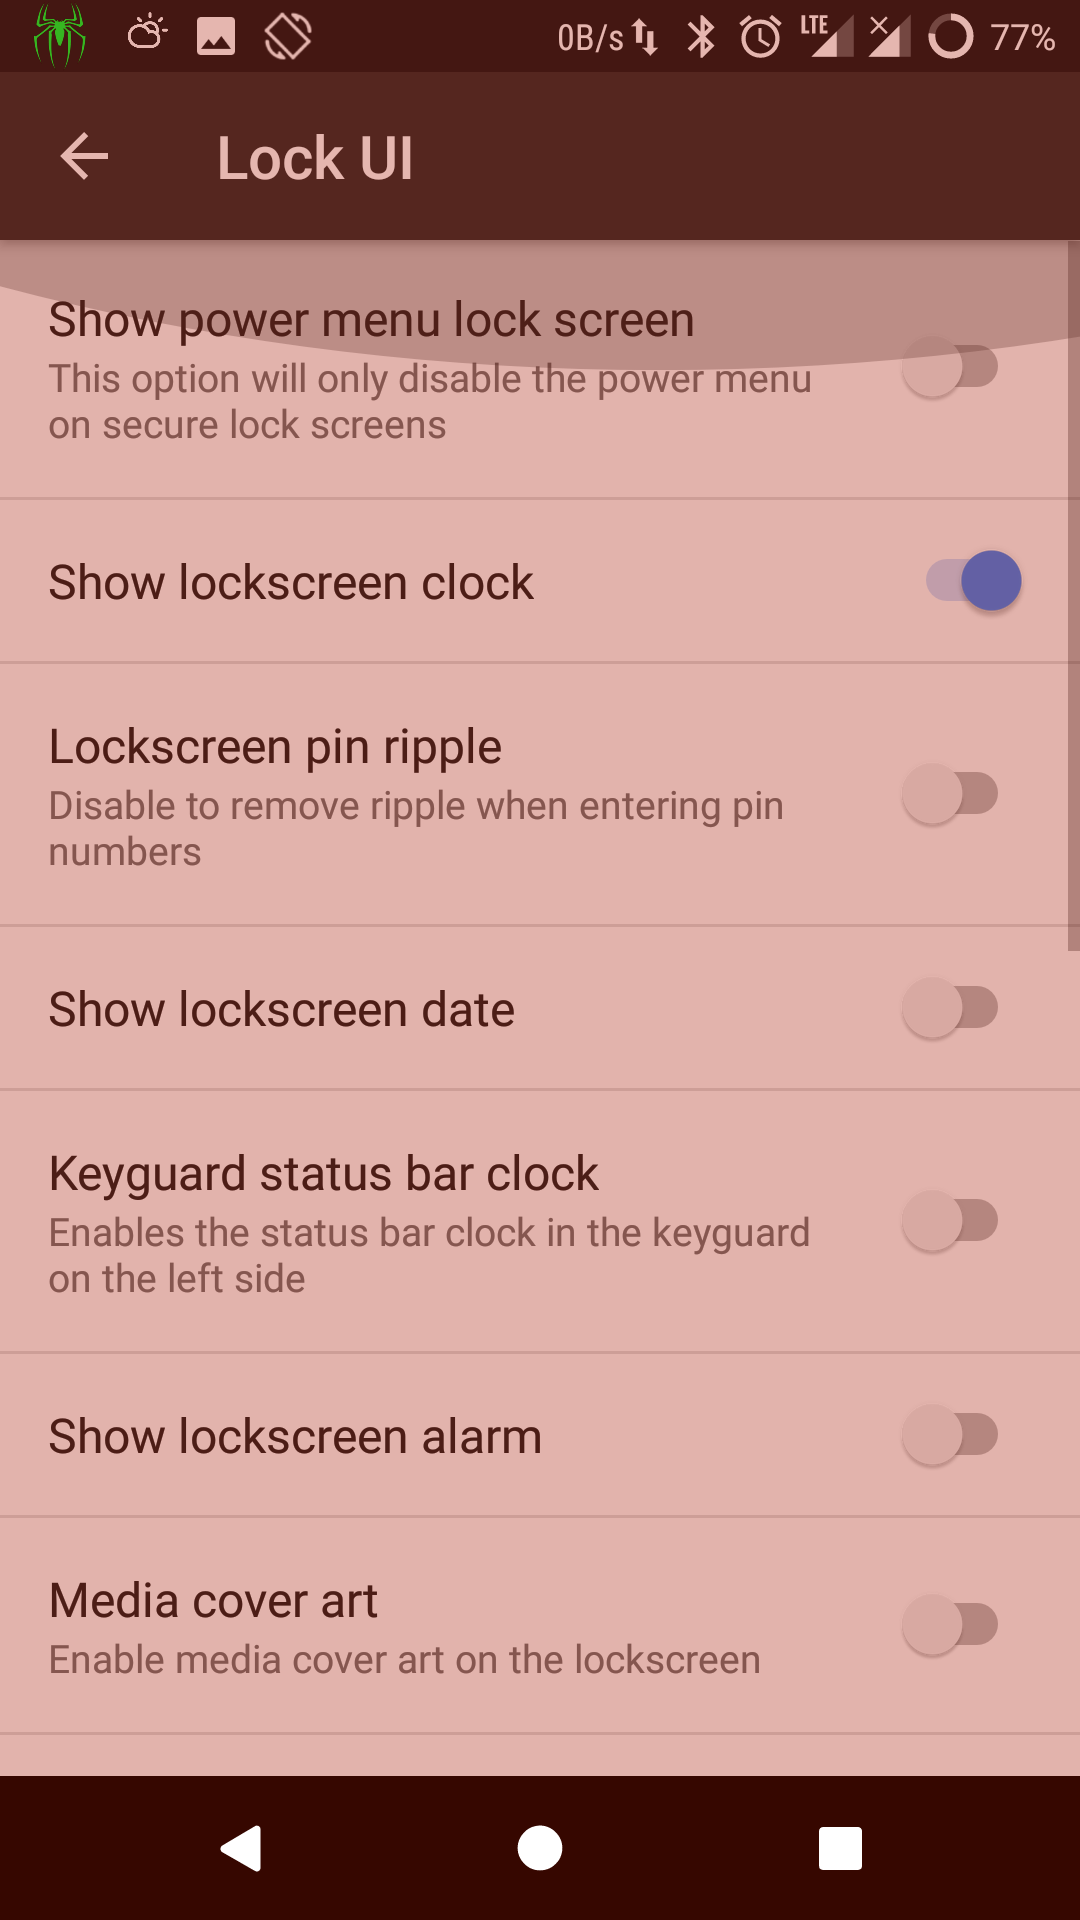 0B/s LTE 77%
Lock UI
Show power menu lock screen
This option will only disable the power menu
on secure lock screens
Show lockscreen clock
Lockscreen pin ripple
Disable to remove ripple when entering pin
numbers
Show lockscreen date
Keyguard status bar clock
Enables the status bar clock in the keyguard
on the left side
Show lockscreen alarm
Media cover art
Enable media cover art on the lockscreen